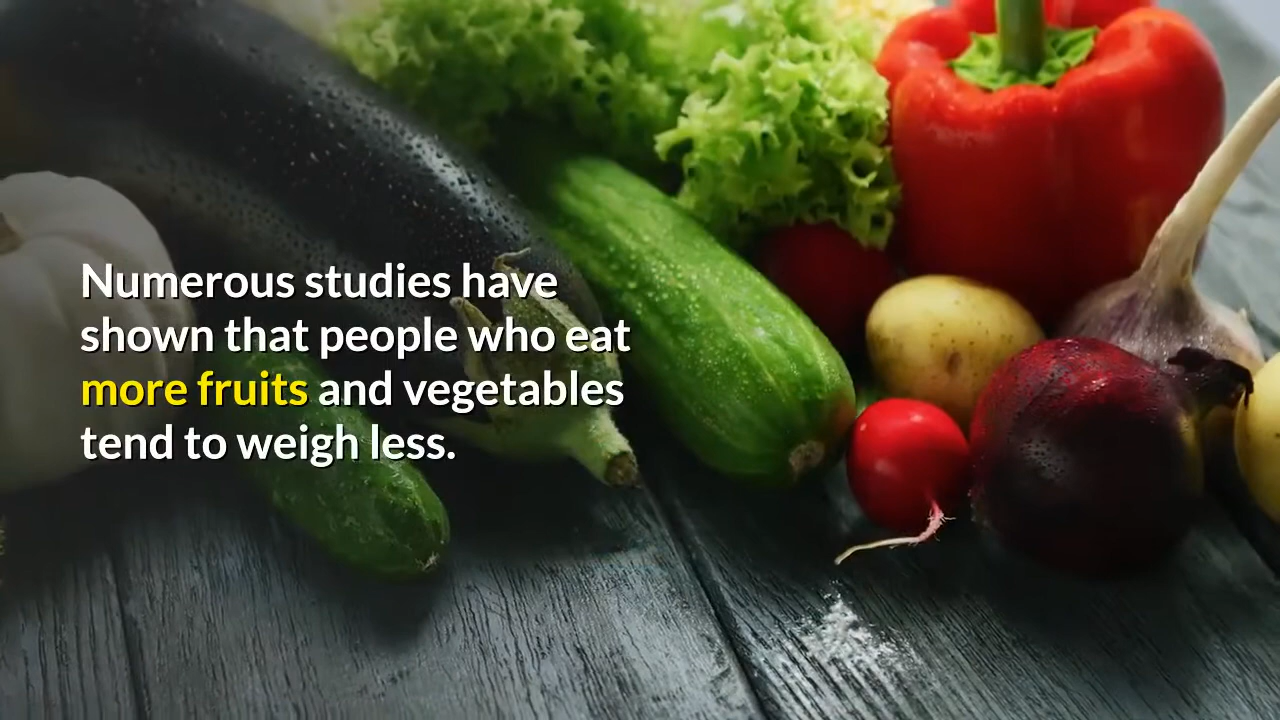 Numerous studies have
shown that people who eat
more fruits and vegetables
tend to weigh less.